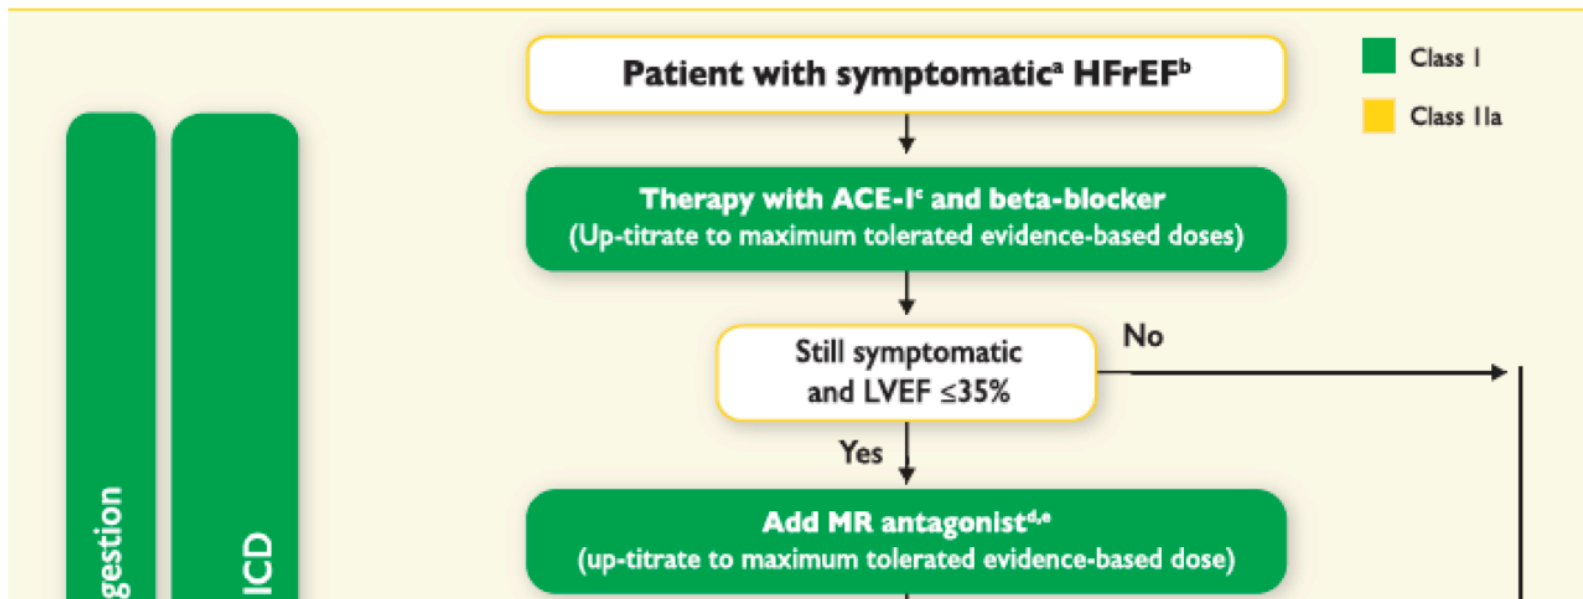 Patient with symptomaticᵃ HFrEFᵇ
Class I
Class IIa
Therapy with ACE-Iᶜ and beta-blocker
(Up-titrate to maximum tolerated evidence-based doses)
Still symptomatic
and LVEF ≤35%
No
Yes
Add MR antagonistᵈ,ᵉ
(up-titrate to maximum tolerated evidence-based dose)
gestion
ICD